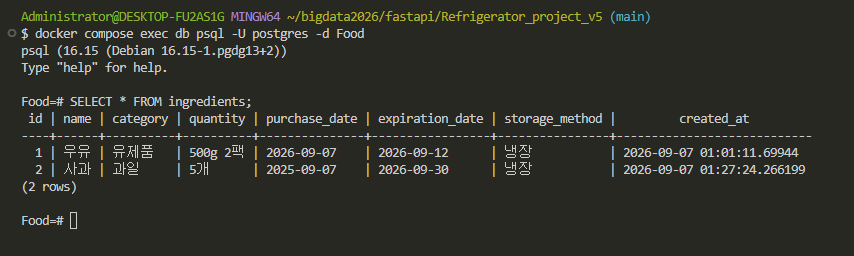 Administrator@DESKTOP-FU2AS1G MINGW64 ~/bigdata2026/fastapi/Refrigerator_project_v5 (main)
$ docker compose exec db psql -U postgres -d Food
psql (16.15 (Debian 16.15-1.pgdg13+2))
Type "help" for help.

Food=# SELECT * FROM ingredients;
 id | name | category | quantity | purchase_date | expiration_date | storage_method |         created_at
----+------+----------+----------+---------------+-----------------+----------------+----------------------------
  1 | 우유 | 유제품   | 500g 2팩 | 2026-09-07    | 2026-09-12      | 냉장           | 2026-09-07 01:01:11.69944
  2 | 사과 | 과일     | 5개      | 2025-09-07    | 2026-09-30      | 냉장           | 2026-09-07 01:27:24.266199
(2 rows)

Food=#